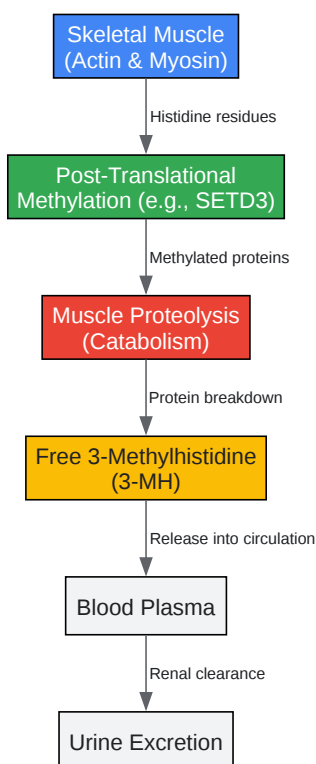 Skeletal Muscle
(Actin & Myosin)
Histidine residues
Post-Translational
Methylation (e.g., SETD3)
Methylated proteins
Muscle Proteolysis
(Catabolism)
Protein breakdown
Free 3-Methylhistidine
(3-MH)
Release into circulation
Blood Plasma
Renal clearance
Urine Excretion